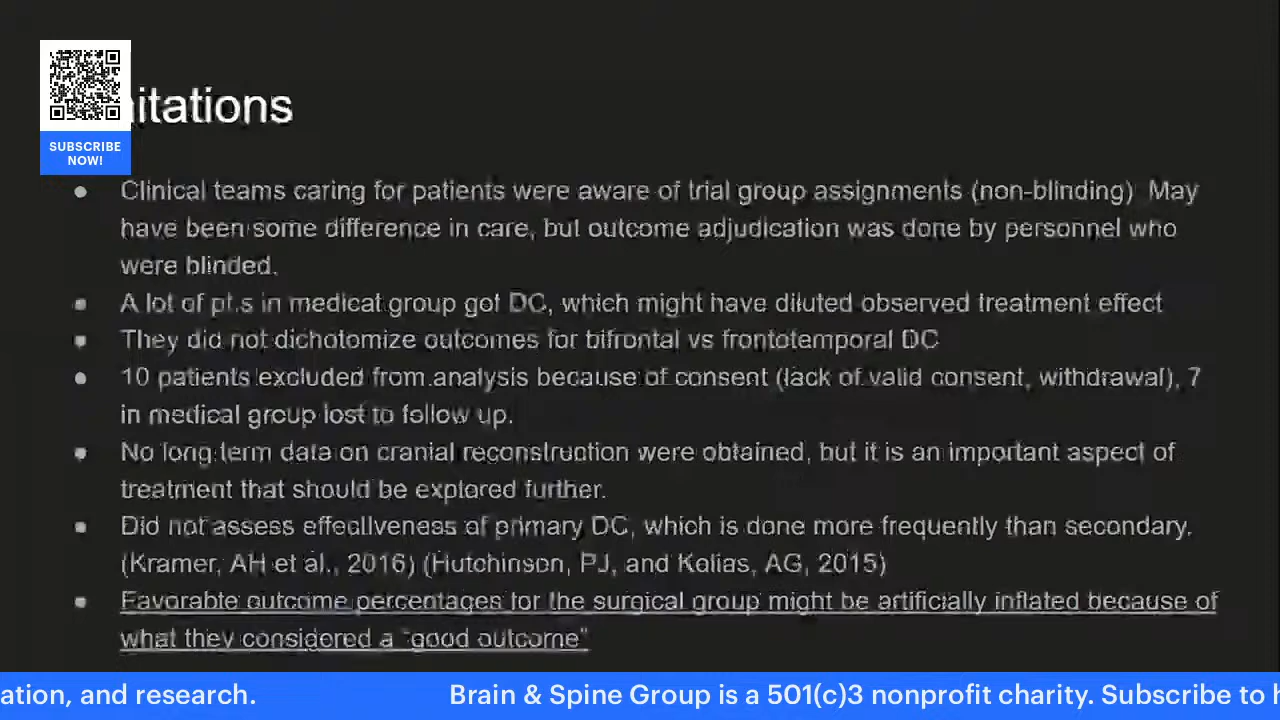 SUBSCRIBE
NOW!
itations
Clinical teams caring for patients were aware of trial group assignments (non-blinding) May
have been some difference in care, but outcome adjudication was done by personnel who
were blinded.
A lot of pt.s in medical group got DC, which might have diluted observed treatment effect
They did not dichotomize outcomes for bifrontal vs frontotemporal DC
10 patients excluded from analysis because of consent (lack of valid consent, withdrawal), 7
in medical group lost to follow up.
No long term data on cranial reconstruction were obtained, but it is an important aspect of
treatment that should be explored further.
Did not assess effectiveness of primary DC, which is done more frequently than secondary.
(Kramer, AH et al., 2016) (Hutchinson, PJ, and Kolias, AG, 2015)
Favorable outcome percentages for the surgical group might be artificially inflated because of
what they considered a "good outcome"
ation, and research. Brain & Spine Group is a 501(c)3 nonprofit charity. Subscribe to h